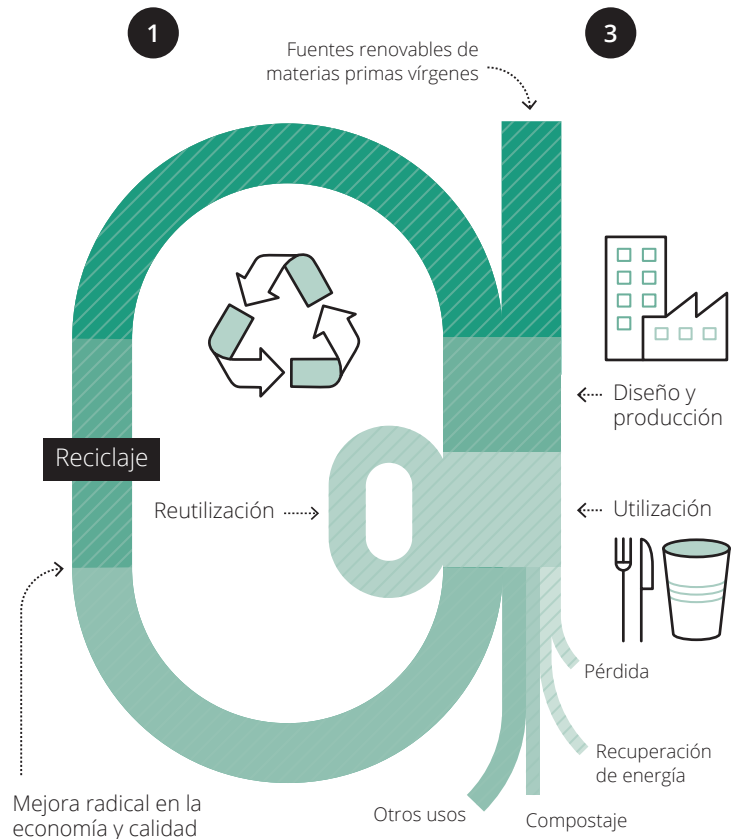 1
3
Fuentes renovables de
materias primas vírgenes
Diseño y
producción
Reciclaje
Reutilización
Utilización
Pérdida
Recuperación
de energía
Mejora radical en la
economía y calidad
Otros usos
Compostaje